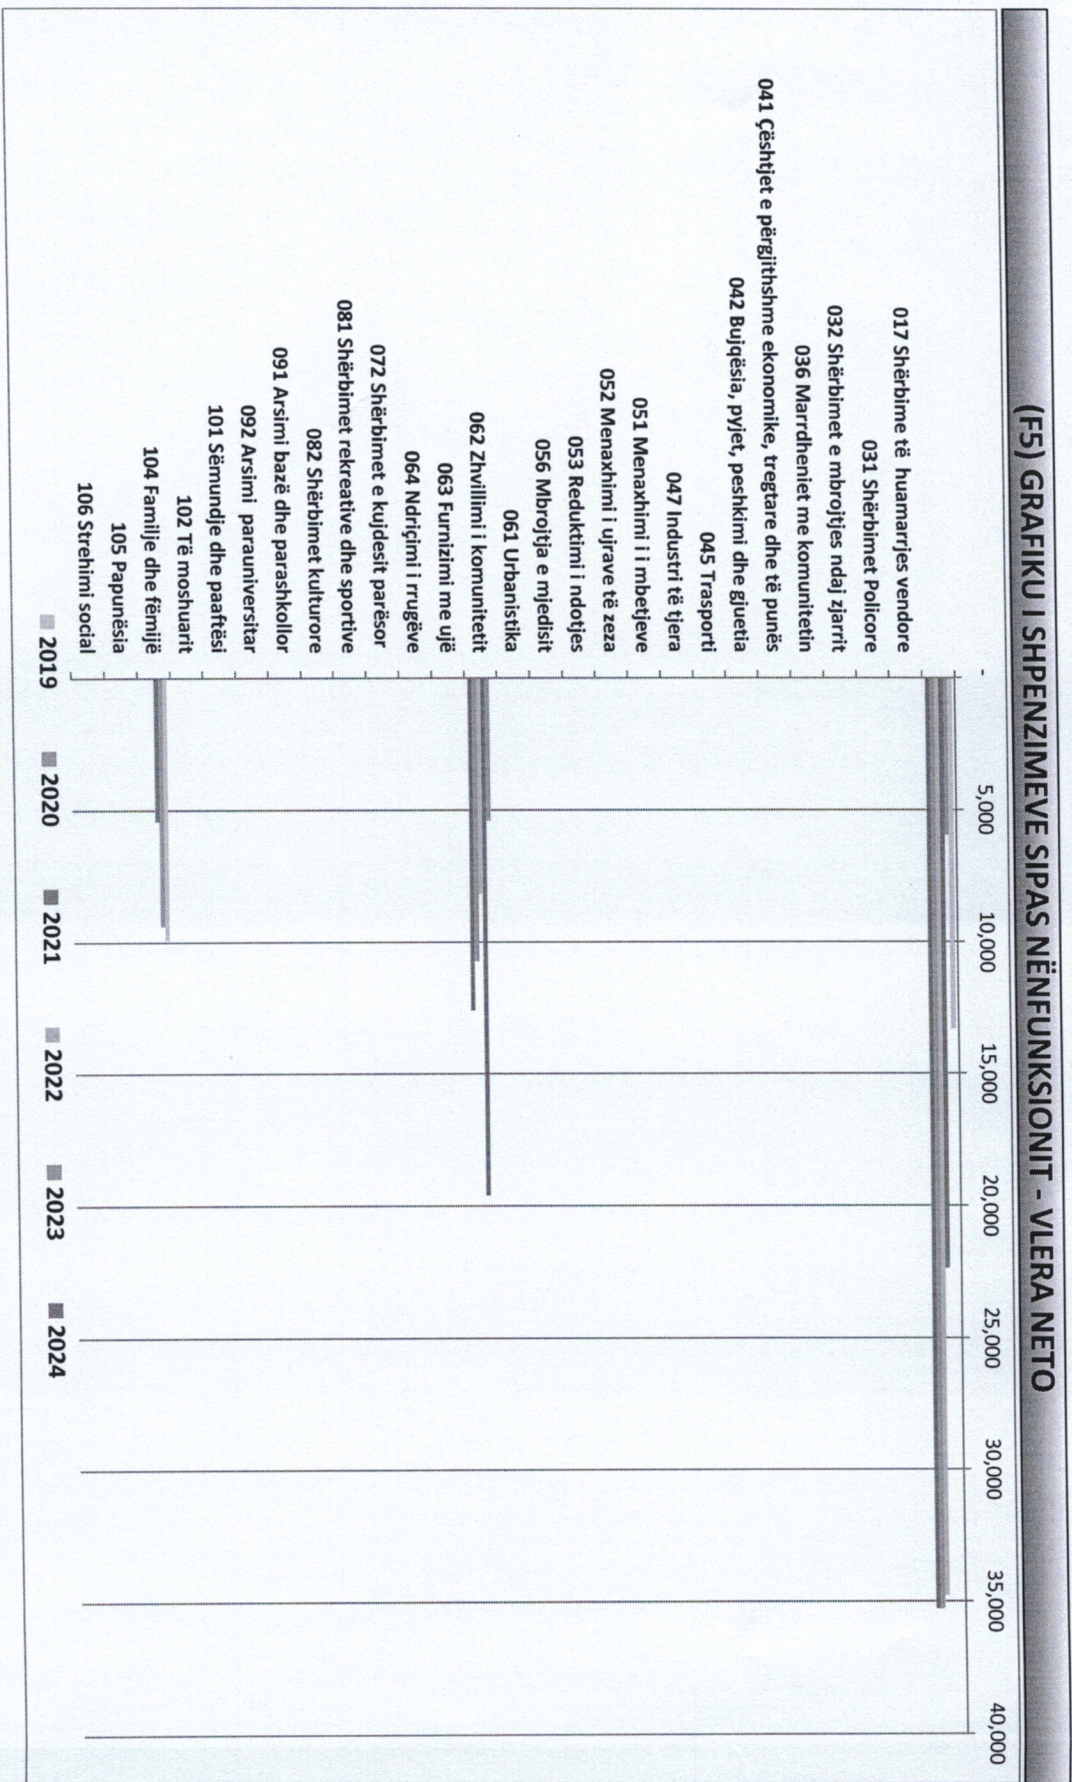 (F5) GRAFIKU I SHPENZIMEVE SIPAS NËNFUNKSIONIT - VLERA NETO
- 5,000 10,000 15,000 20,000 25,000 30,000 35,000 40,000
017 Shërbime të huamarrjes vendore
031 Shërbimet Policore
032 Shërbimet e mbrojtjes ndaj zjarrit
036 Marrdheniet me komunitetin
041 Çështjet e përgjithshme ekonomike, tregtare dhe të punës
042 Bujqësia, pyjet, peshkimi dhe gjuetia
045 Trasporti
047 Industri të tjera
051 Menaxhimi i i mbetjeve
052 Menaxhimi i ujrave të zeza
053 Reduktimi i ndotjes
056 Mbrojtja e mjedisit
061 Urbanistika
062 Zhvillimi i komunitetit
063 Furnizimi me ujë
064 Ndriçimi i rrugëve
072 Shërbimet e kujdesit parësor
081 Shërbimet rekreative dhe sportive
082 Shërbimet kulturore
091 Arsimi bazë dhe parashkollor
092 Arsimi parauniversitar
101 Sëmundje dhe paaftësi
102 Të moshuarit
104 Familje dhe fëmijë
105 Papunësia
106 Strehimi social
2019 2020 2021 2022 2023 2024